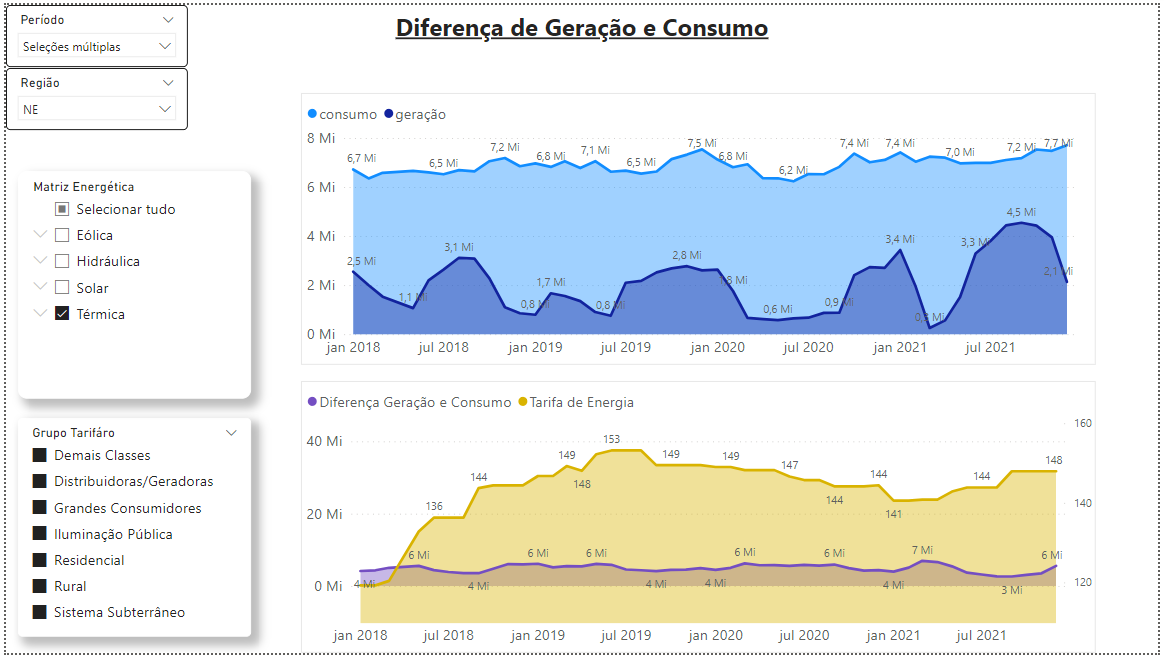 Período
Seleções múltiplas
Região
NE
Diferença de Geração e Consumo
Matriz Energética
Selecionar tudo
Eólica
Hidráulica
Solar
Térmica
Grupo Tarifáro
Demais Classes
Distribuidoras/Geradoras
Grandes Consumidores
Iluminação Pública
Residencial
Rural
Sistema Subterrâneo
consumo geração
8 Mi
6 Mi
4 Mi
2 Mi
0 Mi
6,7 Mi 6,5 Mi 7,2 Mi 6,8 Mi 7,1 Mi 6,5 Mi 7,5 Mi 6,8 Mi 6,2 Mi 7,4 Mi 7,4 Mi 7,0 Mi 7,2 Mi 7,7 Mi
2,5 Mi 1,1 Mi 3,1 Mi 0,8 Mi 1,7 Mi 0,8 Mi 2,8 Mi 1,8 Mi 0,6 Mi 0,9 Mi 3,4 Mi 3,3 Mi 4,5 Mi 2,1 Mi
jan 2018 jul 2018 jan 2019 jul 2019 jan 2020 jul 2020 jan 2021 jul 2021
Diferença Geração e Consumo Tarifa de Energia
40 Mi
20 Mi
0 Mi
160
140
120
136 144 149 148 153 149 149 147 144 144 141 144 148
4 Mi 6 Mi 4 Mi 6 Mi 6 Mi 4 Mi 4 Mi 6 Mi 6 Mi 4 Mi 7 Mi 3 Mi 6 Mi
jan 2018 jul 2018 jan 2019 jul 2019 jan 2020 jul 2020 jan 2021 jul 2021